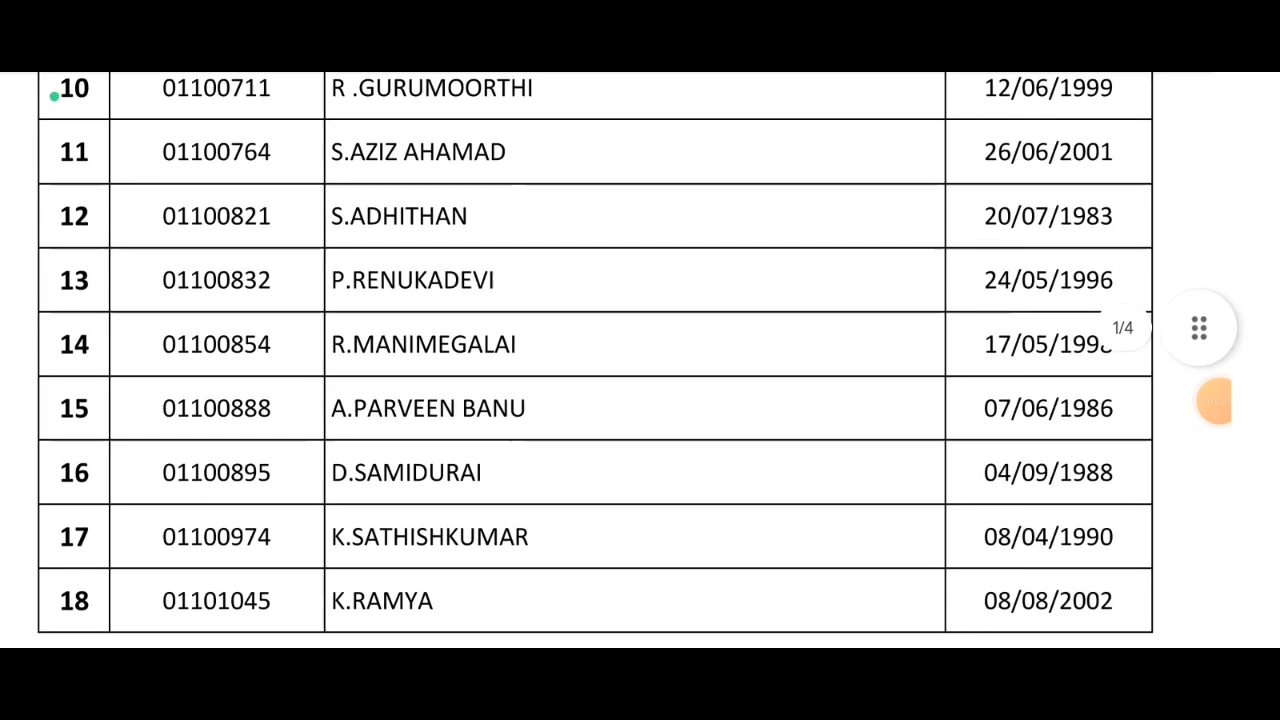 10 01100711 R .GURUMOORTHI 12/06/1999
11 01100764 S.AZIZ AHAMAD 26/06/2001
12 01100821 S.ADHITHAN 20/07/1983
13 01100832 P.RENUKADEVI 24/05/1996
14 01100854 R.MANIMEGALAI
1/4
15 01100888 A.PARVEEN BANU 07/06/1986
16 01100895 D.SAMIDURAI 04/09/1988
17 01100974 K.SATHISHKUMAR 08/04/1990
18 01101045 K.RAMYA 08/08/2002